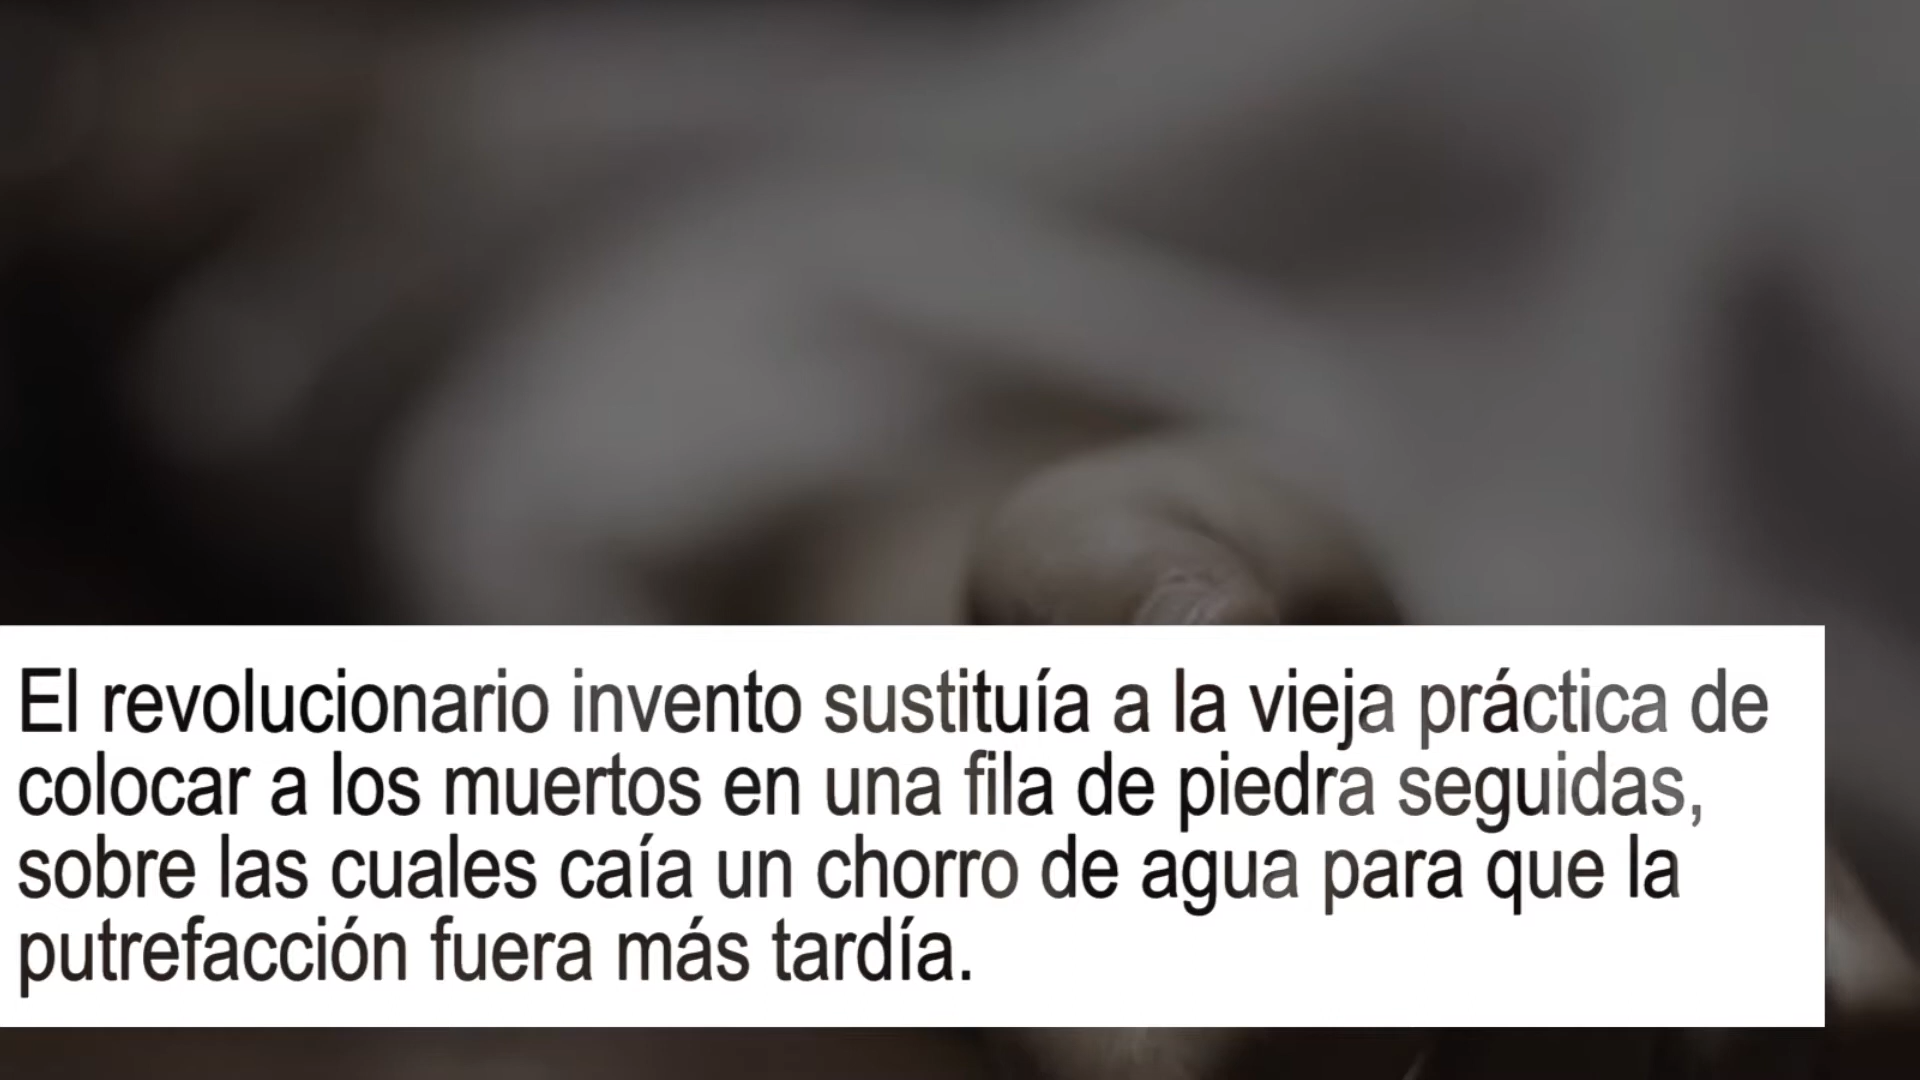 El revolucionario invento sustituía a la vieja práctica de
colocar a los muertos en una fila de piedra seguidas,
sobre las cuales caía un chorro de agua para que la
putrefacción fuera más tardía.